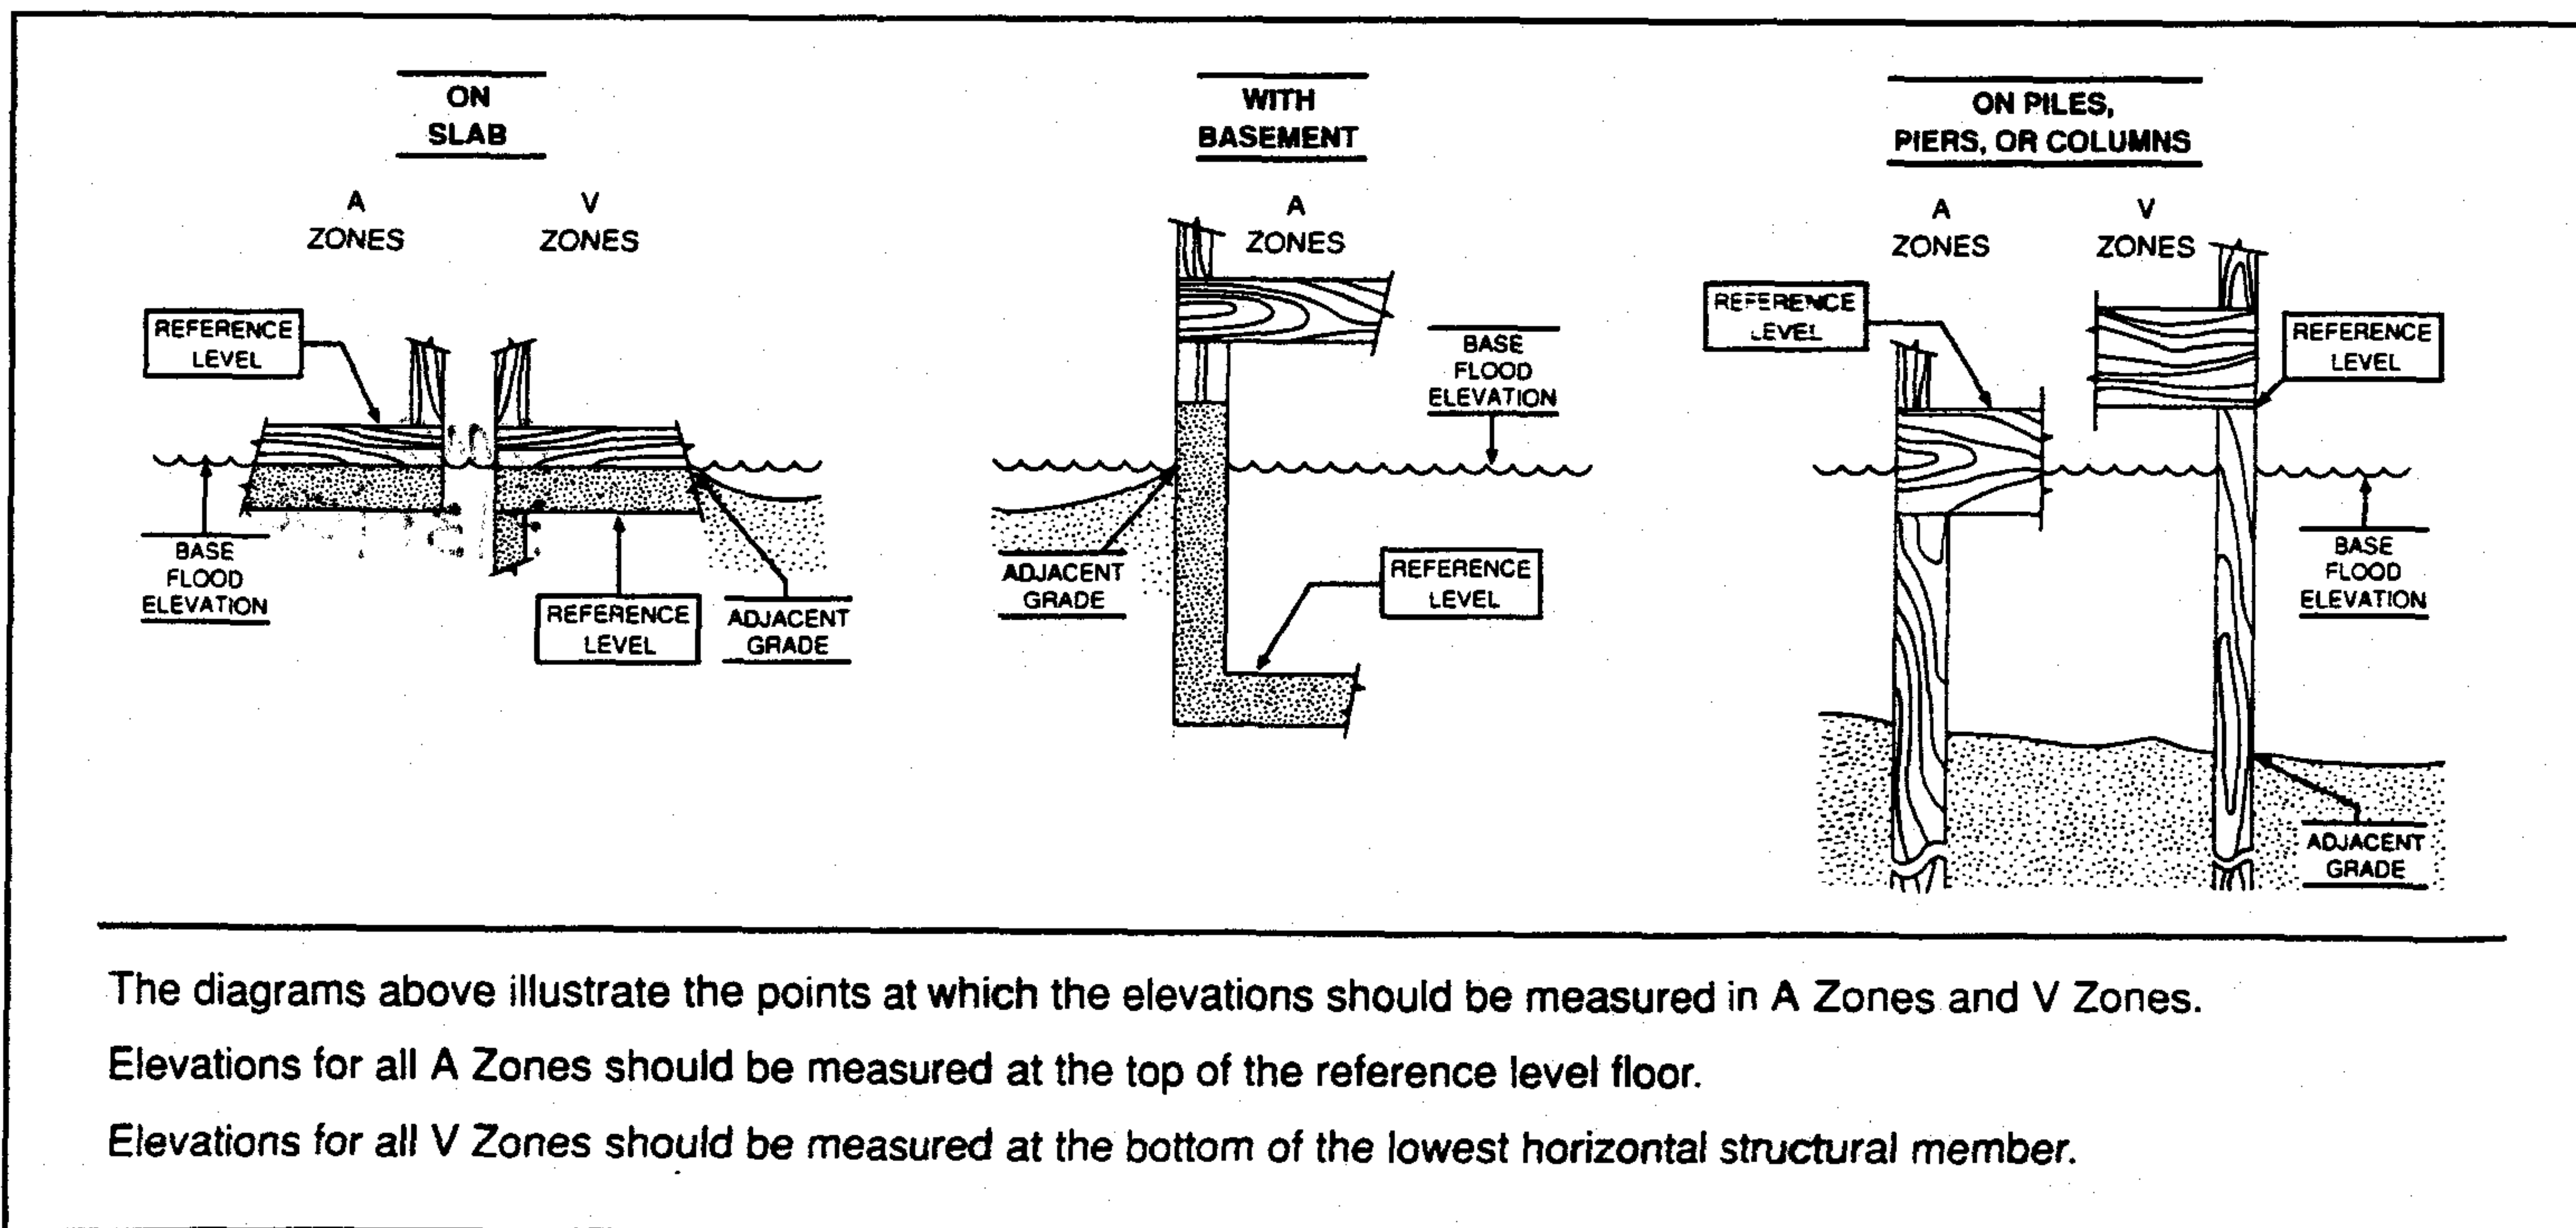 ON
SLAB
A
ZONES
V
ZONES
REFERENCE
LEVEL
BASE
FLOOD
ELEVATION
REFERENCE
LEVEL
ADJACENT
GRADE
WITH
BASEMENT
A
ZONES
BASE
FLOOD
ELEVATION
ADJACENT
GRADE
REFERENCE
LEVEL
ON PILES,
PIERS, OR COLUMNS
A
ZONES
V
ZONES
REFERENCE
LEVEL
REFERENCE
LEVEL
BASE
FLOOD
ELEVATION
ADJACENT
GRADE
The diagrams above illustrate the points at which the elevations should be measured in A Zones and V Zones.
Elevations for all A Zones should be measured at the top of the reference level floor.
Elevations for all V Zones should be measured at the bottom of the lowest horizontal structural member.